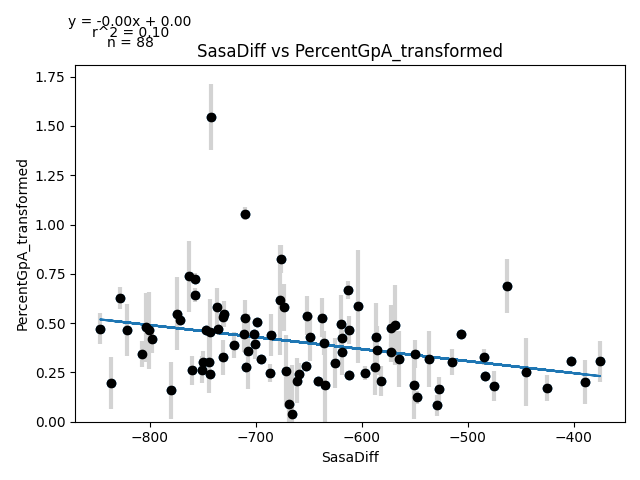 y = -0.00x + 0.00
r^2 = 0.10
n = 88
SasaDiff vs PercentGpA_transformed
PercentGpA_transformed
1.75
1.50
1.25
1.00
0.75
0.50
0.25
0.00
−800
−700
−600
−500
−400
SasaDiff